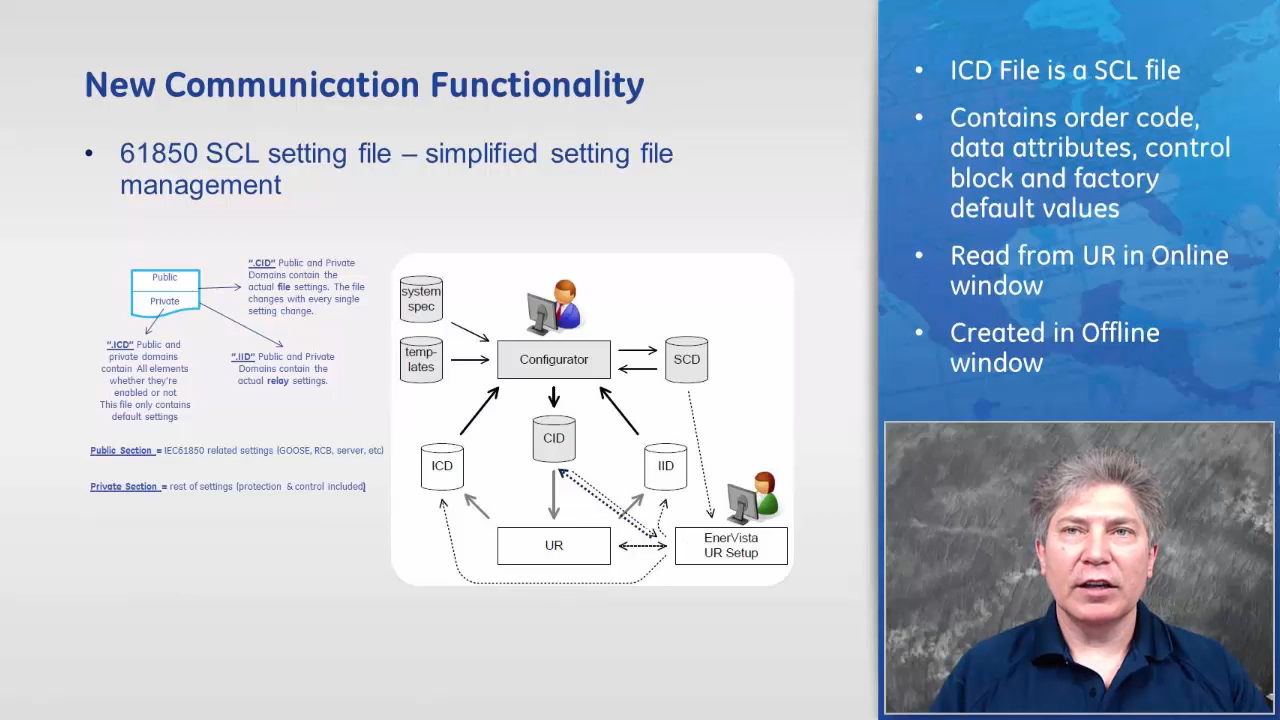 New Communication Functionality
• 61850 SCL setting file – simplified setting file
management
Public
Private
".CID" Public and Private
Domains contain the
actual file settings. The file
changes with every single
setting change.
".ICD" Public and
private domains
contain All elements
whether they're
enabled or not
This file only contains
default settings
".IID" Public and Private
Domains contain the
actual relay settings.
Public Section = IEC61850 related settings (GOOSE, RCB, server, etc)
Private Section = rest of settings (protection & control included)
system
spec
temp-
lates
Configurator
SCD
CID
ICD
IID
UR
EnerVista
UR Setup
• ICD File is a SCL file
• Contains order code,
data attributes, control
block and factory
default values
• Read from UR in Online
window
• Created in Offline
window